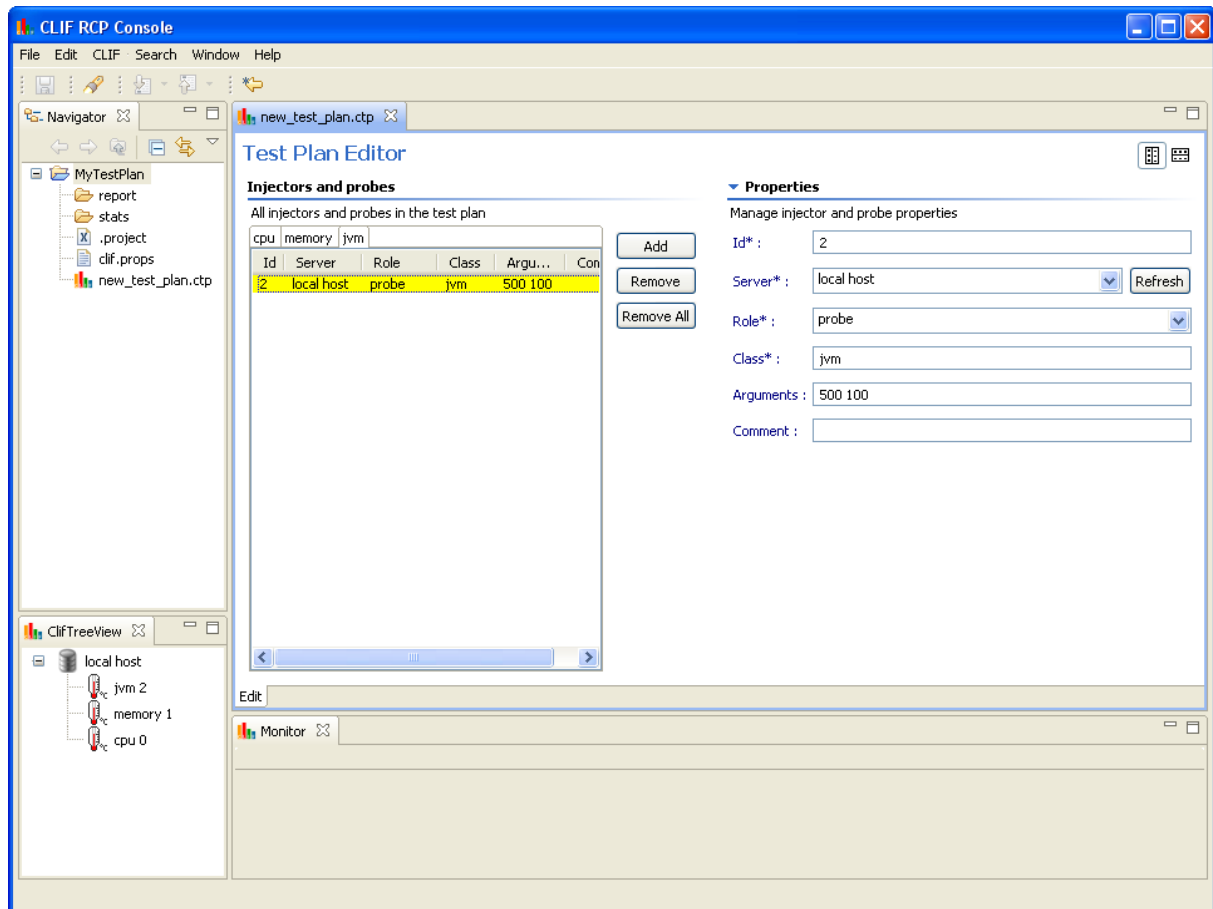 CLIF RCP Console
File Edit CLIF Search Window Help
Navigator
MyTestPlan
report
stats
.project
clif.props
new_test_plan.ctp
new_test_plan.ctp
Test Plan Editor
Injectors and probes
All injectors and probes in the test plan
cpu memory jvm
Id Server Role Class Argu... Con
2 local host probe jvm 500 100
Add
Remove
Remove All
Properties
Manage injector and probe properties
Id* : 2
Server* : local host Refresh
Role* : probe
Class* : jvm
Arguments : 500 100
Comment :
Edit
ClifTreeView
local host
jvm 2
memory 1
cpu 0
Monitor